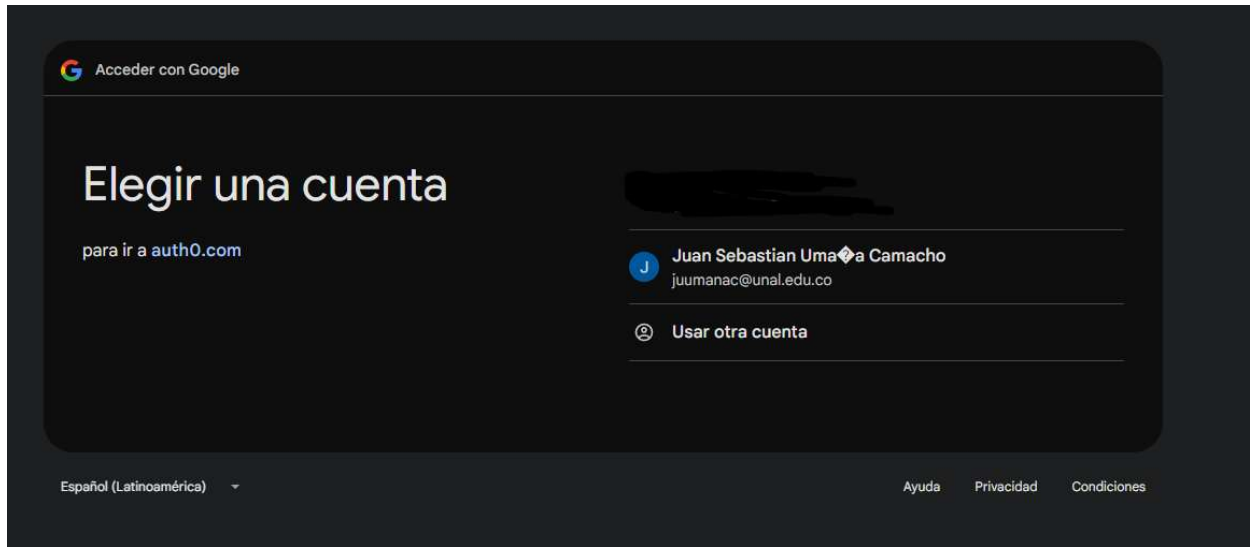 Acceder con Google
Elegir una cuenta
para ir a auth0.com
Juan Sebastian Uma�a Camacho
juumanac@unal.edu.co
Usar otra cuenta
Español (Latinoamérica)
Ayuda Privacidad Condiciones